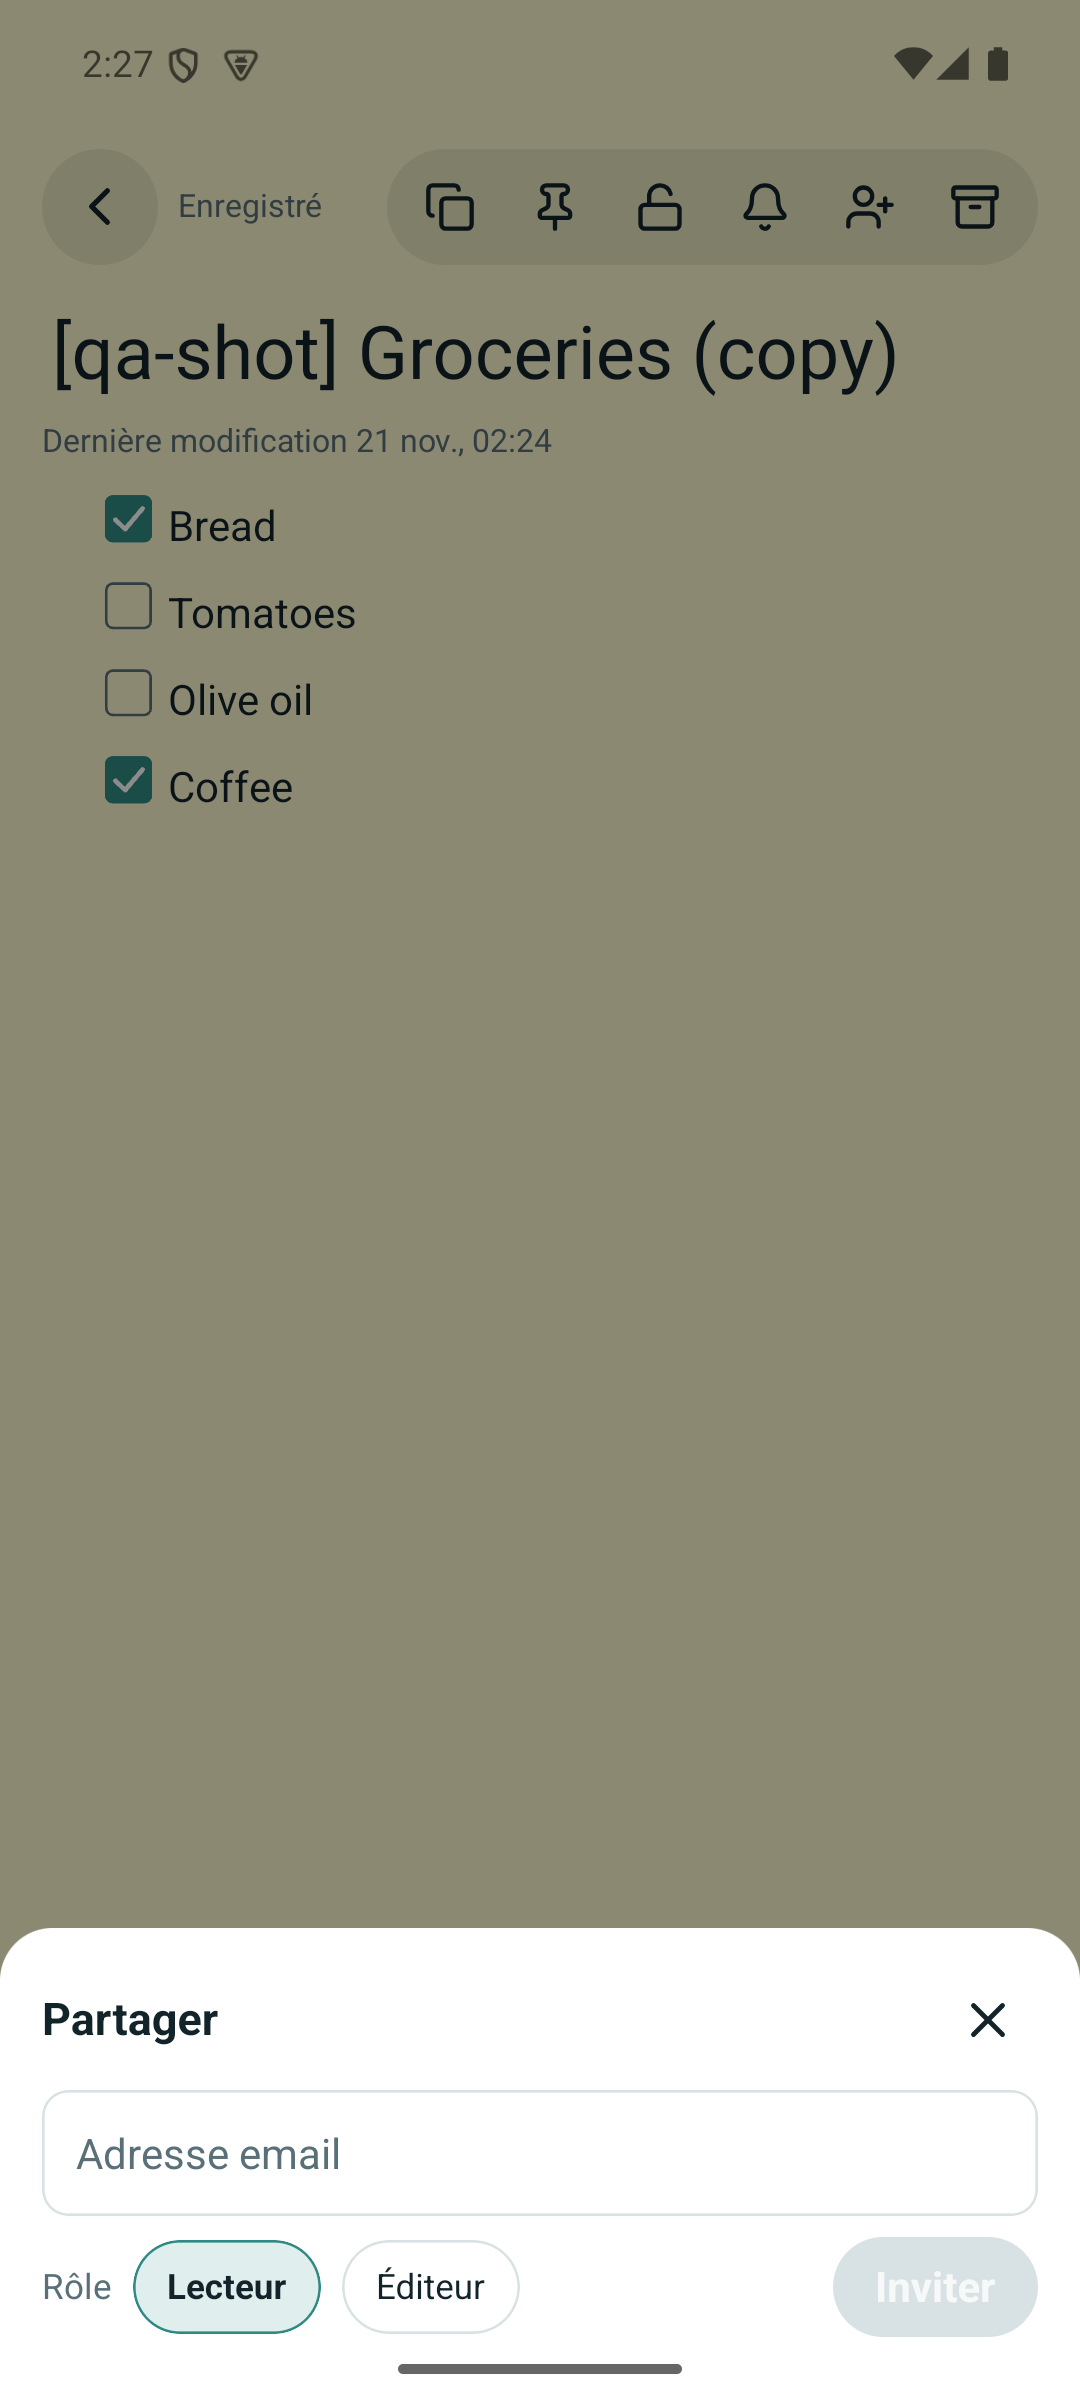 2:27
Enregistré
[qa-shot] Groceries (copy)
Dernière modification 21 nov., 02:24
Bread
Tomatoes
Olive oil
Coffee
Partager
Adresse email
Rôle Lecteur Éditeur Inviter